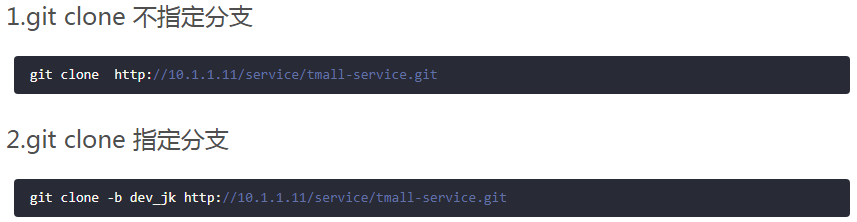 1.git clone 不指定分支
git clone  http://10.1.1.11/service/tmall-service.git
2.git clone 指定分支
git clone -b dev_jk http://10.1.1.11/service/tmall-service.git